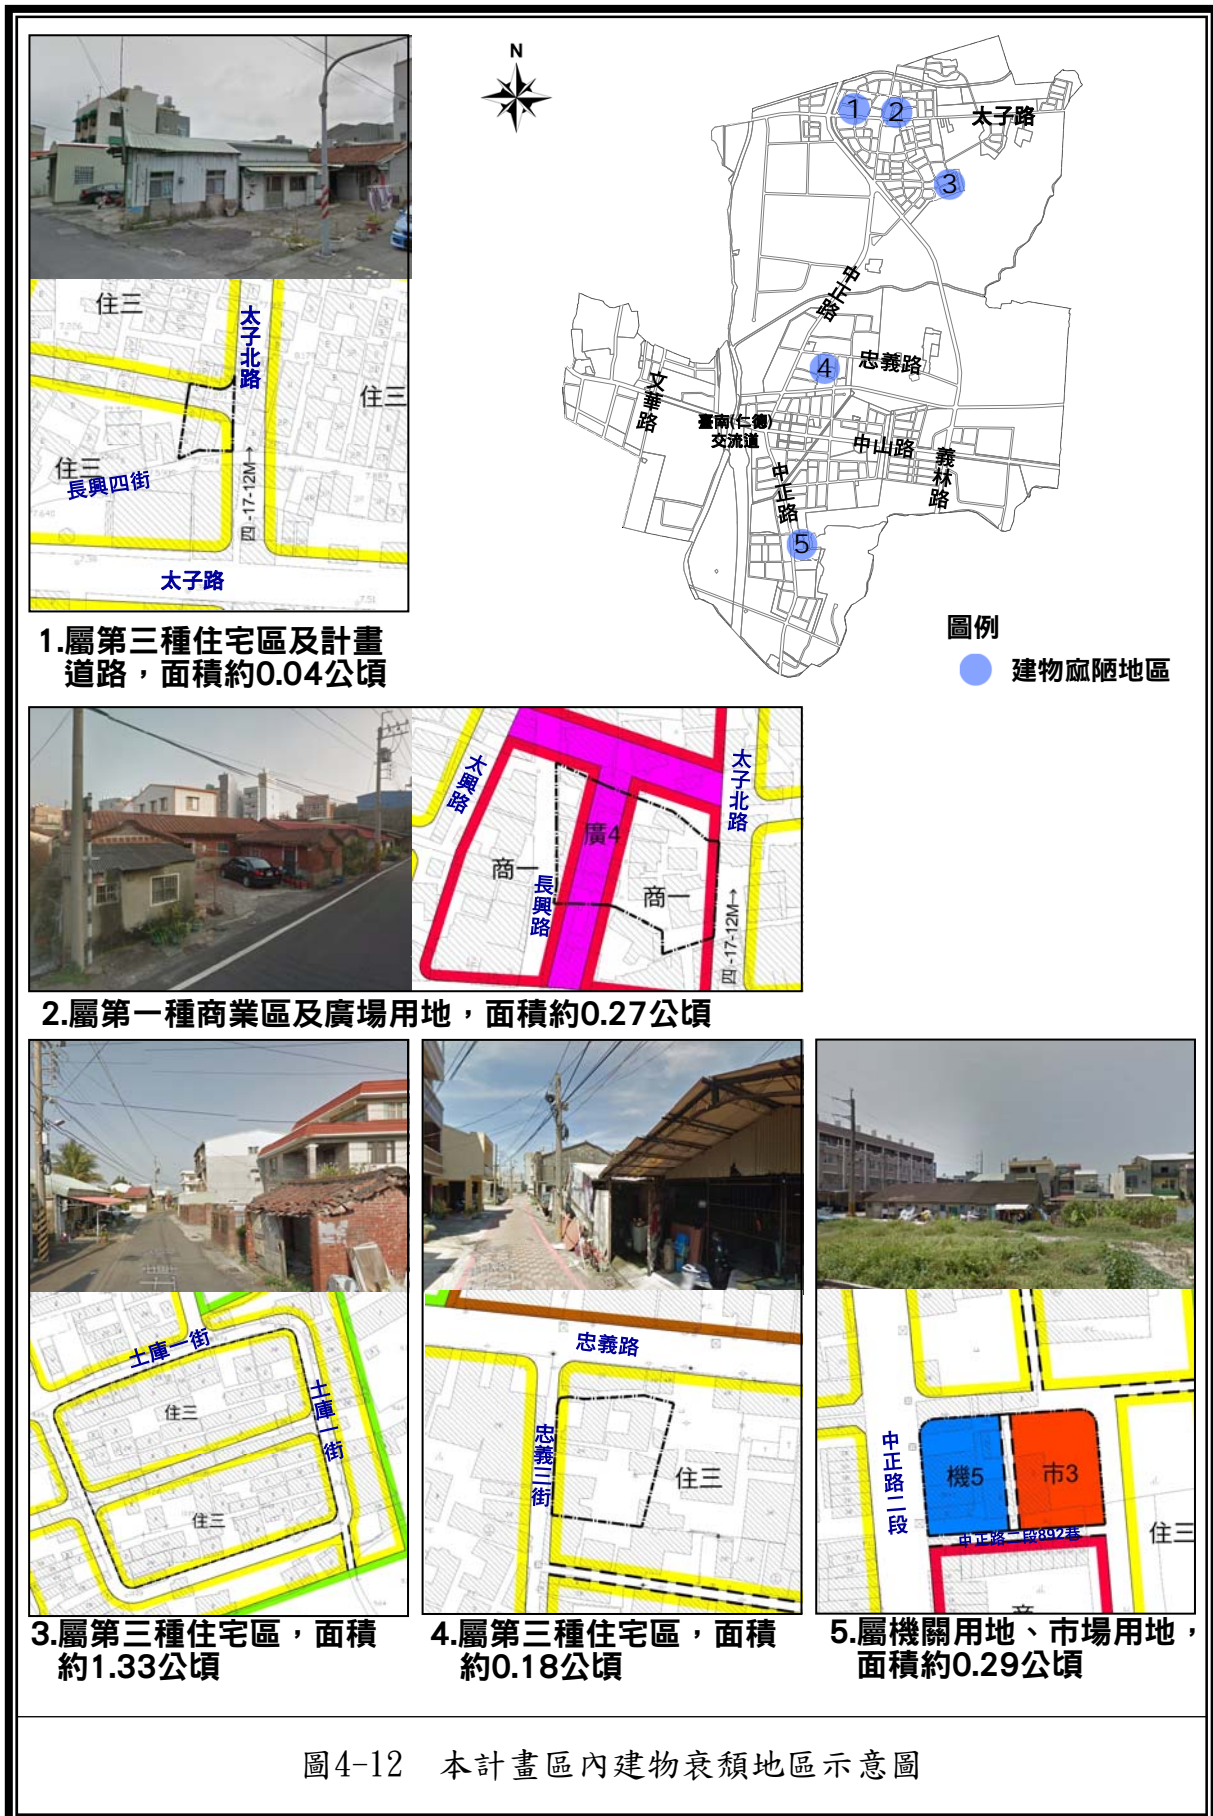 N
1
2
3
4
5
太子路
中正路
忠義路
文華路
臺南(仁德)
交流道
中山路
義林路
中正路
圖例
建物窳陋地區
住三
太子北路
住三
住三
長興四街
四-17-12M→
太子路
1.屬第三種住宅區及計畫
道路，面積約0.04公頃
太興路
太子北路
廣4
商一
長興路
商一
四-17-12M→
2.屬第一種商業區及廣場用地，面積約0.27公頃
土庫一街
土庫一街
住三
住三
3.屬第三種住宅區，面積
約1.33公頃
忠義路
忠義三街
住三
4.屬第三種住宅區，面積
約0.18公頃
中正路二段
機5
市3
中正路二段892巷
住三
5.屬機關用地、市場用地，
面積約0.29公頃
圖4-12　本計畫區內建物衰頹地區示意圖